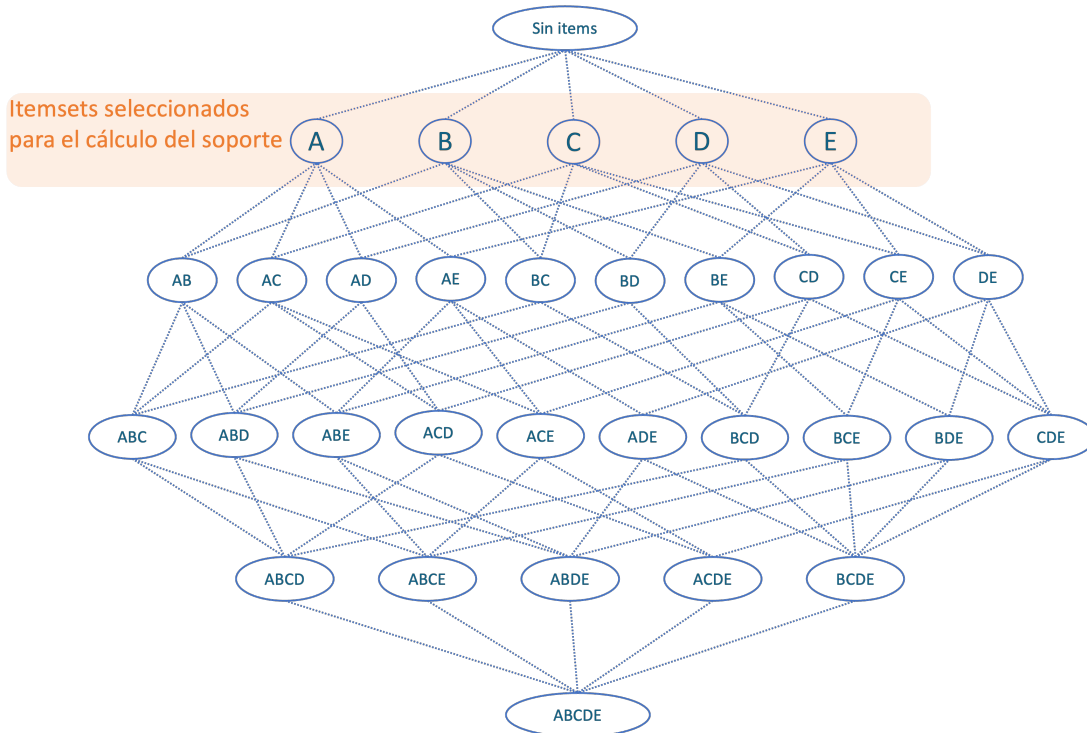 Sin items
Itemsets seleccionados
para el cálculo del soporte
A B C D E
AB AC AD AE BC BD BE CD CE DE
ABC ABD ABE ACD ACE ADE BCD BCE BDE CDE
ABCD ABCE ABDE ACDE BCDE
ABCDE